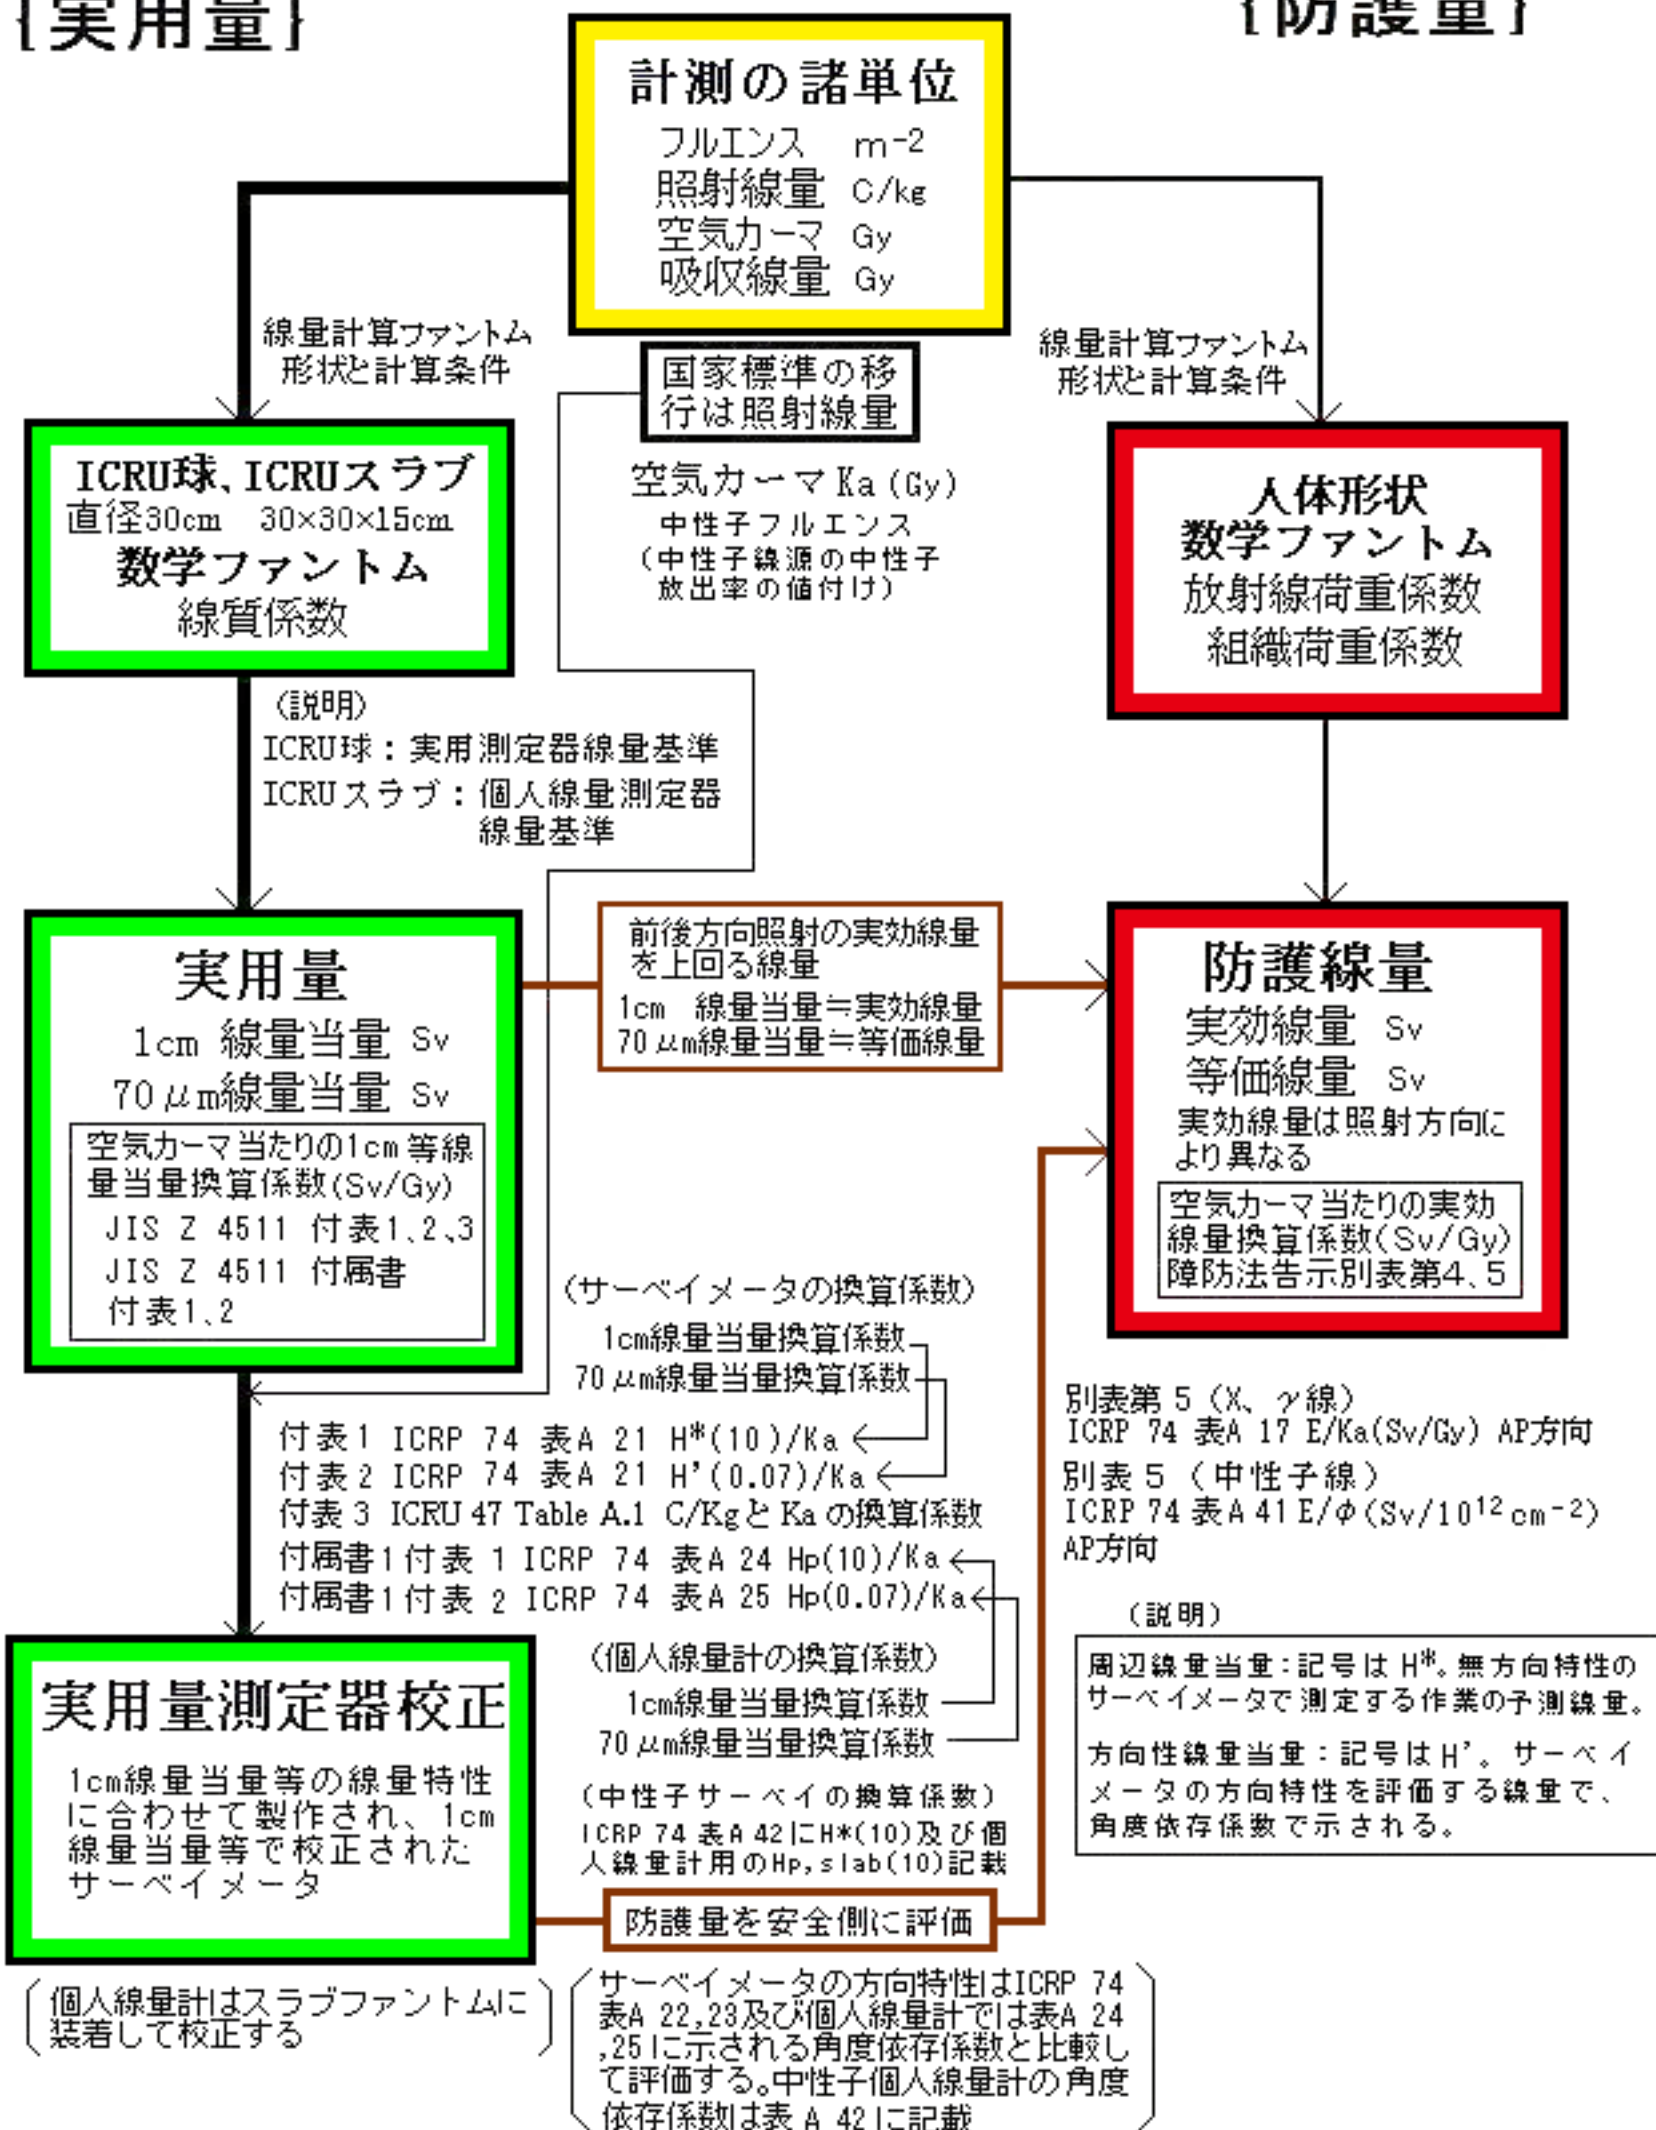 {実用量}
{防護量}
計測の諸単位
フルエンス m-2
照射線量 C/kg
空気カーマ Gy
吸収線量 Gy
線量計算ファントム
形状と計算条件
線量計算ファントム
形状と計算条件
国家標準の移
行は照射線量
空気カーマKa(Gy)
中性子フルエンス
(中性子線源の中性子
放出率の値付け)
ICRU球、ICRUスラブ
直径30cm 30×30×15cm
数学ファントム
線質係数
人体形状
数学ファントム
放射線荷重係数
組織荷重係数
(説明)
ICRU球:実用測定器線量基準
ICRUスラブ:個人線量測定器
線量基準
実用量
1cm 線量当量 Sv
70μm線量当量 Sv
空気カーマ当たりの1cm等線
量当量換算係数(Sv/Gy)
JIS Z 4511 付表1、2、3
JIS Z 4511 付属書
付表1、2
前後方向照射の実効線量
を上回る線量
1cm 線量当量≒実効線量
70μm線量当量≒等価線量
防護線量
実効線量 Sv
等価線量 Sv
実効線量は照射方向に
より異なる
空気カーマ当たりの実効
線量換算係数(Sv/Gy)
障防法告示別表第4、5
(サーベイメータの換算係数)
1cm線量当量換算係数
70μm線量当量換算係数
付表1 ICRP 74 表A 21 H*(10)/Ka
付表2 ICRP 74 表A 21 H'(0.07)/Ka
付表3 ICRU 47 Table A.1 C/KgとKaの換算係数
付属書1付表 1 ICRP 74 表A 24 Hp(10)/Ka
付属書1付表 2 ICRP 74 表A 25 Hp(0.07)/Ka
別表第5(X、γ線)
ICRP 74 表A 17 E/Ka(Sv/Gy) AP方向
別表5(中性子線)
ICRP 74 表A 41 E/φ(Sv/10¹²cm⁻²)
AP方向
(個人線量計の換算係数)
1cm線量当量換算係数
70μm線量当量換算係数
(中性子サーベイの換算係数)
ICRP 74 表A 42にH*(10)及び個
人線量計用のHp,slab(10)記載
(説明)
周辺線量当量:記号はH*。無方向特性の
サーベイメータで測定する作業の予測線量。
方向性線量当量:記号はH'。サーベイ
メータの方向特性を評価する線量で、
角度依存係数で示される。
実用量測定器校正
1cm線量当量等の線量特性
に合わせて製作され、1cm
線量当量等で校正された
サーベイメータ
防護量を安全側に評価
(個人線量計はスラブファントムに
装着して校正する)
(サーベイメータの方向特性はICRP 74
表A 22,23及び個人線量計では表A 24
,25に示される角度依存係数と比較し
て評価する。中性子個人線量計の角度
依存係数は表 A 42に記載)